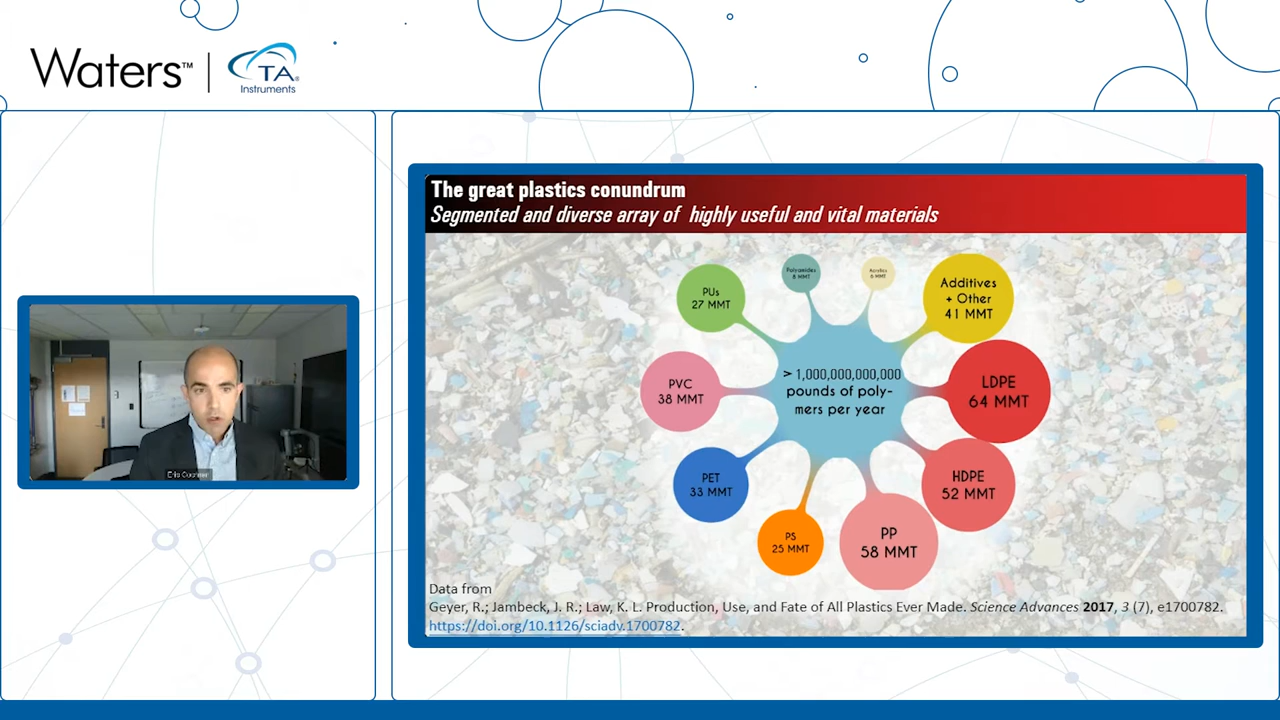 Waters™ | TA®
Instruments
The great plastics conundrum
Segmented and diverse array of highly useful and vital materials
Polyamides
8 MMT
Acrylics
6 MMT
PUs
27 MMT
Additives
+ Other
41 MMT
PVC
38 MMT
> 1,000,000,000,000
pounds of poly-
mers per year
LDPE
64 MMT
PET
33 MMT
HDPE
52 MMT
PS
25 MMT
PP
58 MMT
Data from
Geyer, R.; Jambeck, J. R.; Law, K. L. Production, Use, and Fate of All Plastics Ever Made. Science Advances 2017, 3 (7), e1700782.
https://doi.org/10.1126/sciadv.1700782.